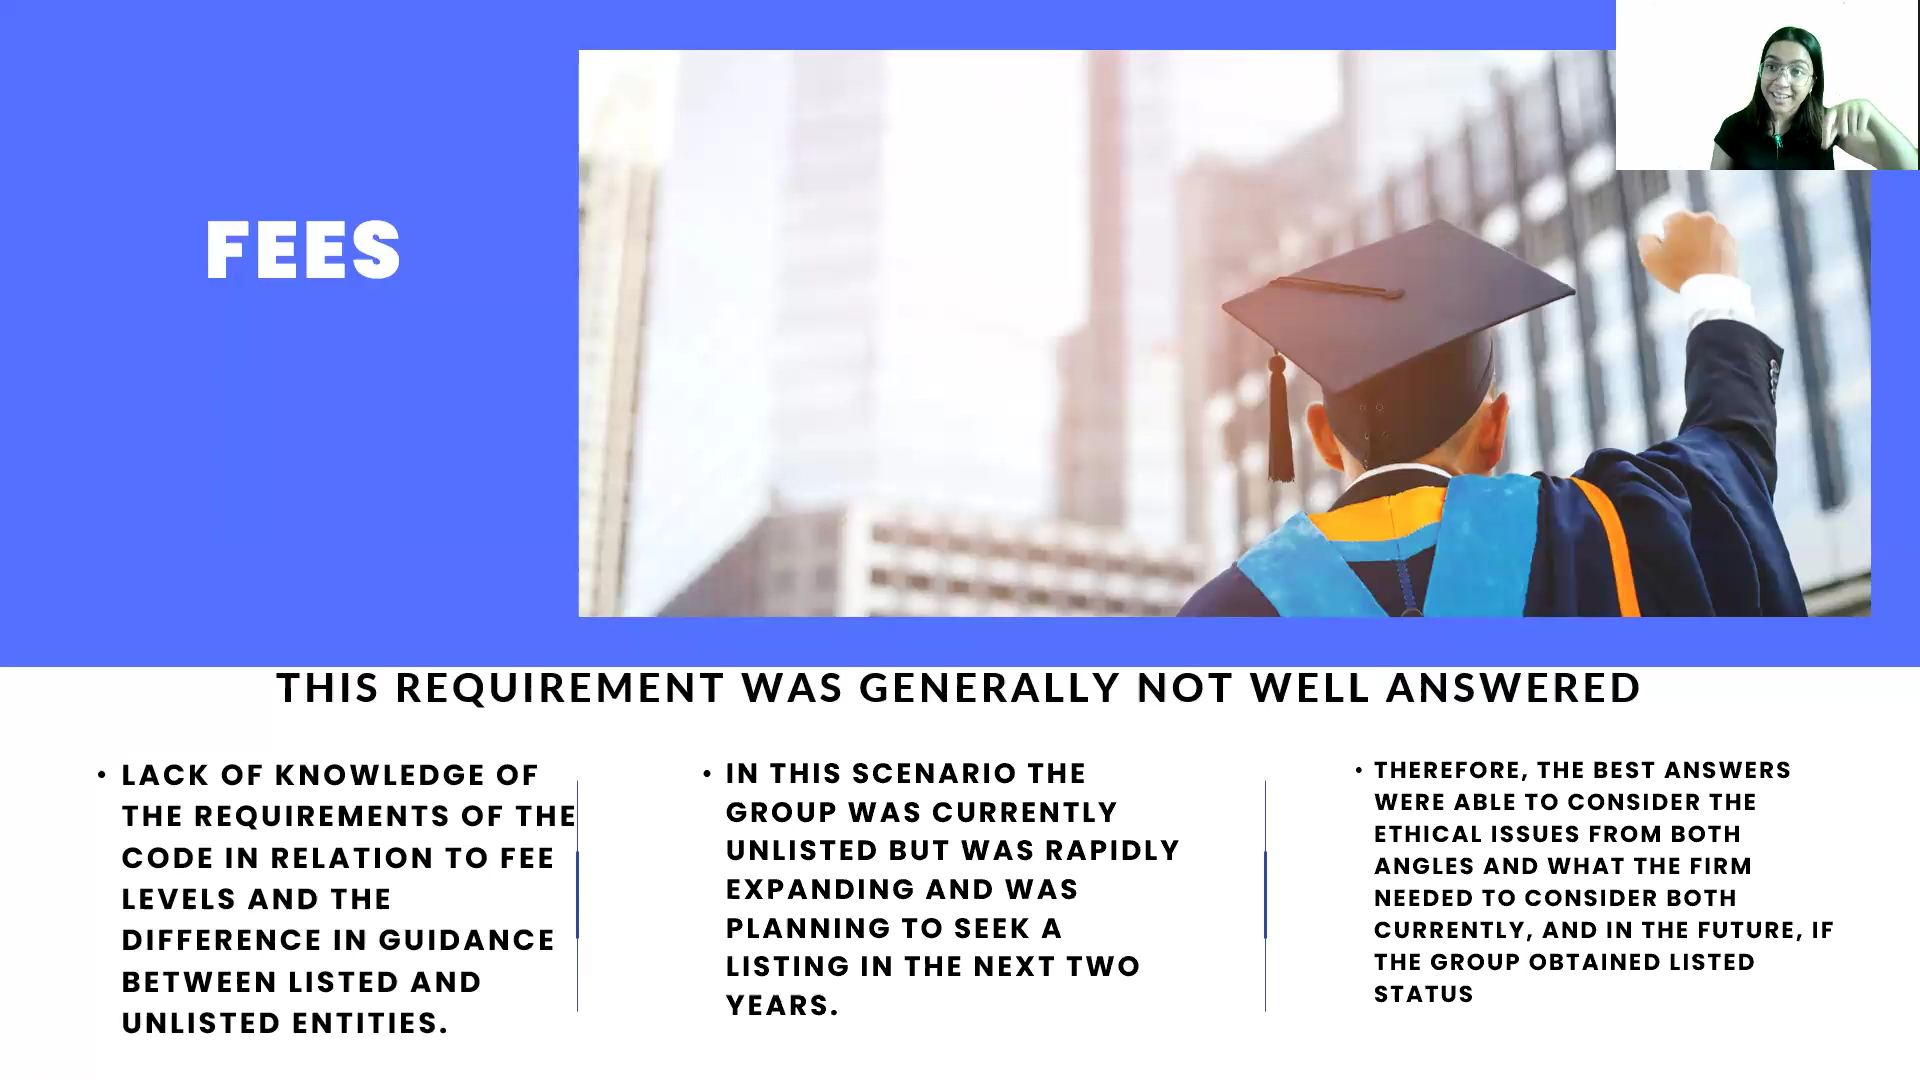 FEES
THIS REQUIREMENT WAS GENERALLY NOT WELL ANSWERED
• LACK OF KNOWLEDGE OF
THE REQUIREMENTS OF THE
CODE IN RELATION TO FEE
LEVELS AND THE
DIFFERENCE IN GUIDANCE
BETWEEN LISTED AND
UNLISTED ENTITIES.
• IN THIS SCENARIO THE
GROUP WAS CURRENTLY
UNLISTED BUT WAS RAPIDLY
EXPANDING AND WAS
PLANNING TO SEEK A
LISTING IN THE NEXT TWO
YEARS.
• THEREFORE, THE BEST ANSWERS
WERE ABLE TO CONSIDER THE
ETHICAL ISSUES FROM BOTH
ANGLES AND WHAT THE FIRM
NEEDED TO CONSIDER BOTH
CURRENTLY, AND IN THE FUTURE, IF
THE GROUP OBTAINED LISTED
STATUS